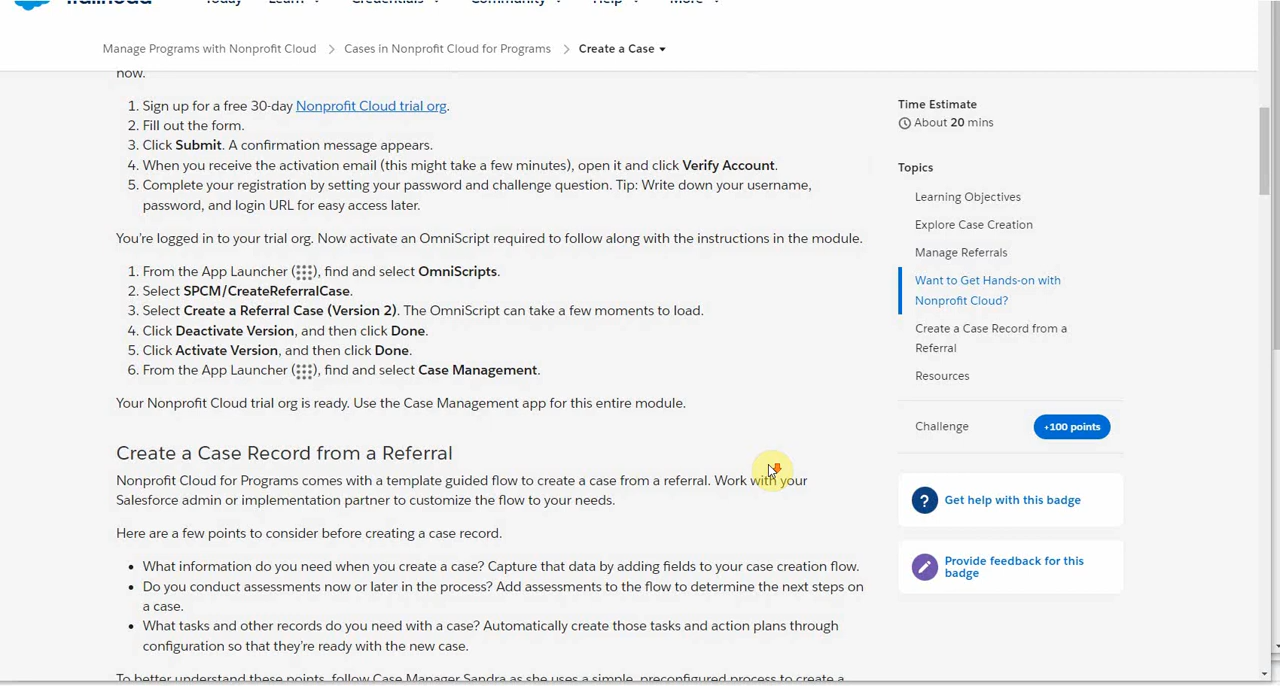 Manage Programs with Nonprofit Cloud > Cases in Nonprofit Cloud for Programs > Create a Case
now.
1. Sign up for a free 30-day Nonprofit Cloud trial org.
2. Fill out the form.
3. Click Submit. A confirmation message appears.
4. When you receive the activation email (this might take a few minutes), open it and click Verify Account.
5. Complete your registration by setting your password and challenge question. Tip: Write down your username,
password, and login URL for easy access later.
You're logged in to your trial org. Now activate an OmniScript required to follow along with the instructions in the module.
1. From the App Launcher (), find and select OmniScripts.
2. Select SPCM/CreateReferralCase.
3. Select Create a Referral Case (Version 2). The OmniScript can take a few moments to load.
4. Click Deactivate Version, and then click Done.
5. Click Activate Version, and then click Done.
6. From the App Launcher (), find and select Case Management.
Your Nonprofit Cloud trial org is ready. Use the Case Management app for this entire module.
Create a Case Record from a Referral
Nonprofit Cloud for Programs comes with a template guided flow to create a case from a referral. Work with your
Salesforce admin or implementation partner to customize the flow to your needs.
Here are a few points to consider before creating a case record.
• What information do you need when you create a case? Capture that data by adding fields to your case creation flow.
• Do you conduct assessments now or later in the process? Add assessments to the flow to determine the next steps on
a case.
• What tasks and other records do you need with a case? Automatically create those tasks and action plans through
configuration so that they're ready with the new case.
To better understand these points, follow Case Manager Sandra as she uses a simple, preconfigured process to create a
Time Estimate
About 20 mins
Topics
Learning Objectives
Explore Case Creation
Manage Referrals
Want to Get Hands-on with
Nonprofit Cloud?
Create a Case Record from a
Referral
Resources
Challenge +100 points
? Get help with this badge
Provide feedback for this
badge